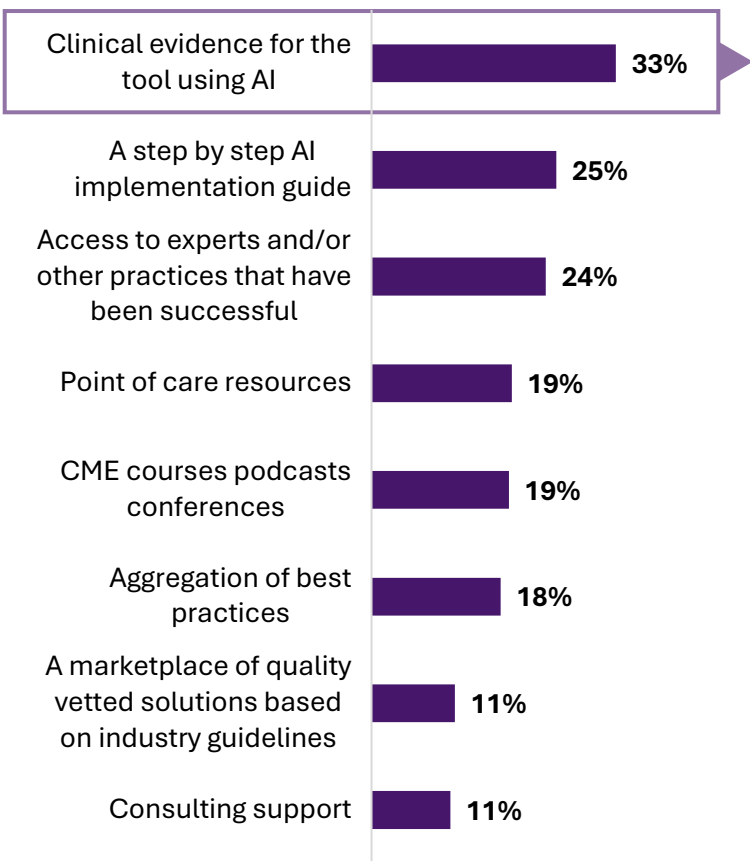 Clinical evidence for the
tool using AI
33%
A step by step AI
implementation guide
25%
Access to experts and/or
other practices that have
been successful
24%
Point of care resources
19%
CME courses podcasts
conferences
19%
Aggregation of best
practices
18%
A marketplace of quality
vetted solutions based
on industry guidelines
11%
Consulting support
11%